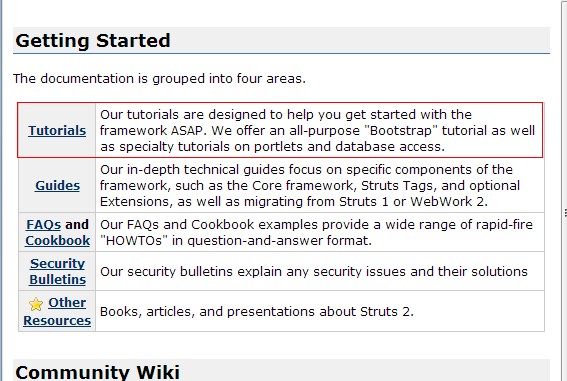 Getting Started
The documentation is grouped into four areas.
Tutorials
Our tutorials are designed to help you get started with the
framework ASAP. We offer an all-purpose "Bootstrap" tutorial as well
as specialty tutorials on portlets and database access.
Guides
Our in-depth technical guides focus on specific components of the
framework, such as the Core framework, Struts Tags, and optional
Extensions, as well as migrating from Struts 1 or WebWork 2.
FAQs and
Cookbook
Our FAQs and Cookbook examples provide a wide range of rapid-fire
"HOWTOs" in question-and-answer format.
Security
Bulletins
Our security bulletins explain any security issues and their solutions
Other
Resources
Books, articles, and presentations about Struts 2.
Community Wiki